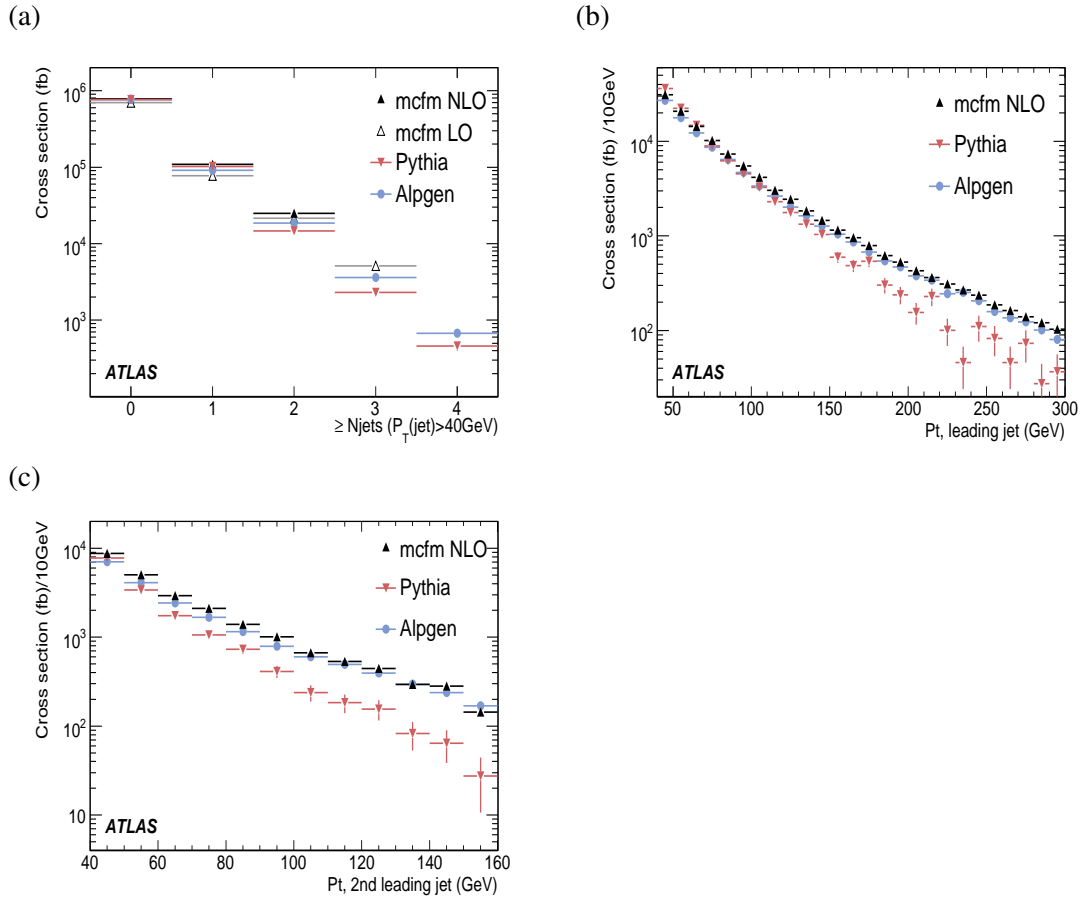 (a)
Cross section (fb)
10^6
10^5
10^4
10^3
mcfm NLO
mcfm LO
Pythia
Alpgen
ATLAS
0 1 2 3 4
≥ Njets (P_T(jet)>40GeV)
(b)
Cross section (fb) /10GeV
10^4
10^3
10^2
mcfm NLO
Pythia
Alpgen
ATLAS
50 100 150 200 250 300
Pt, leading jet (GeV)
(c)
Cross section (fb)/10GeV
10^4
10^3
10^2
10
mcfm NLO
Pythia
Alpgen
ATLAS
40 60 80 100 120 140 160
Pt, 2nd leading jet (GeV)